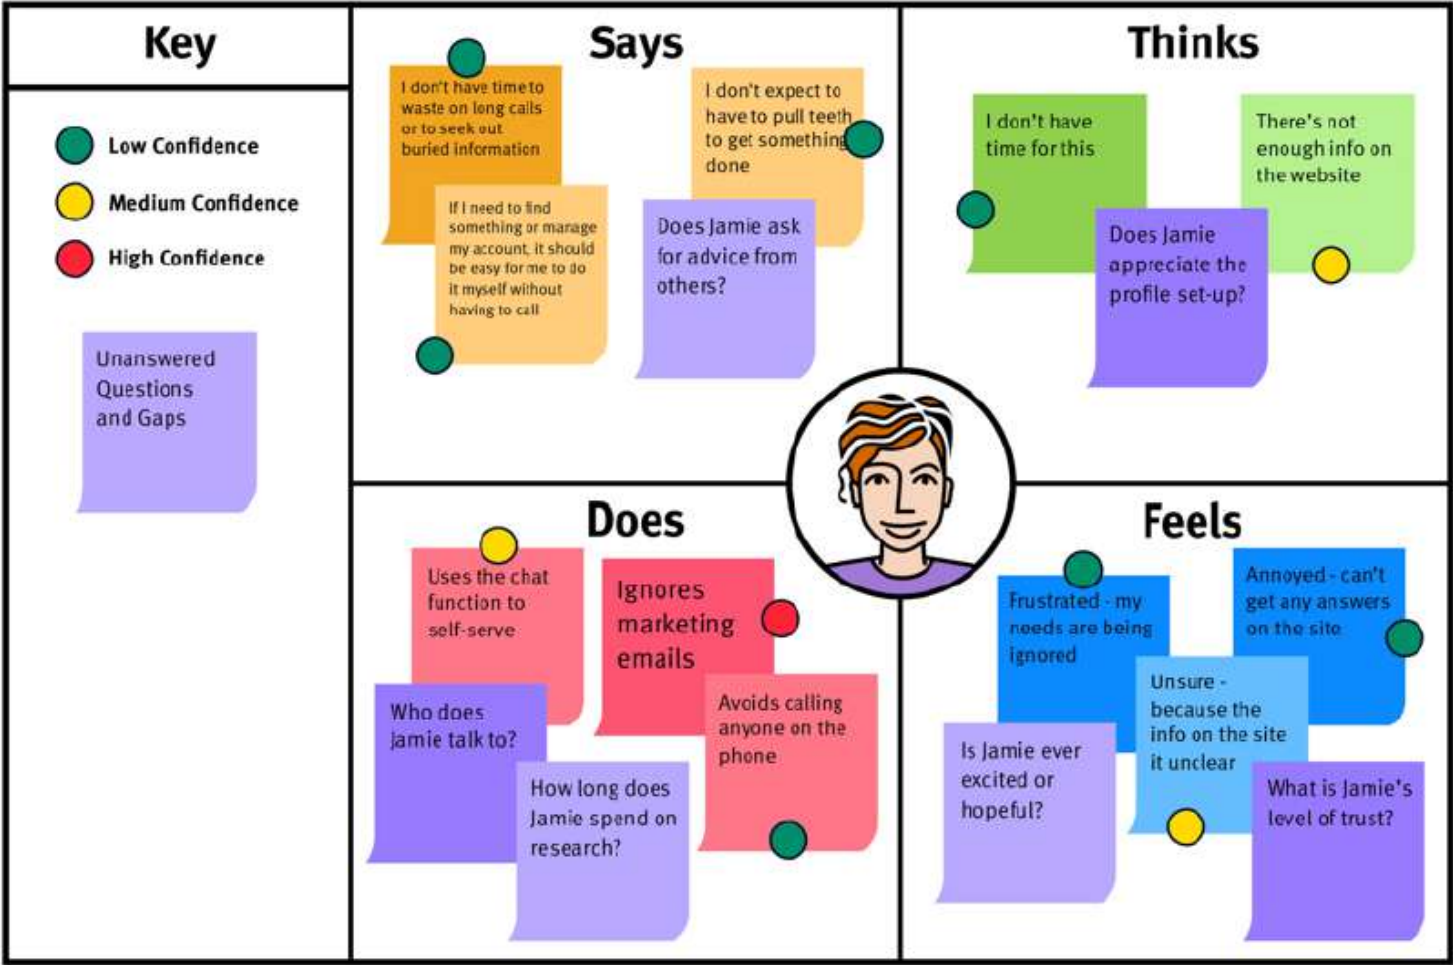 Key
Low Confidence
Medium Confidence
High Confidence
Unanswered
Questions
and Gaps
Says
I don't have time to
waste on long calls
or to seek out
buried information
If I need to find
something or manage
my account, it should
be easy for me to do
it myself without
having to call
I don't expect to
have to pull teeth
to get something
done
Does Jamie ask
for advice from
others?
Thinks
I don't have
time for this
There's not
enough info on
the website
Does Jamie
appreciate the
profile set-up?
Does
Uses the chat
function to
self-serve
Ignores
marketing
emails
Avoids calling
anyone on the
phone
Who does
Jamie talk to?
How long does
Jamie spend on
research?
Feels
Frustrated - my
needs are being
ignored
Annoyed - can't
get any answers
on the site
Unsure -
because the
info on the site
it unclear
Is Jamie ever
excited or
hopeful?
What is Jamie's
level of trust?